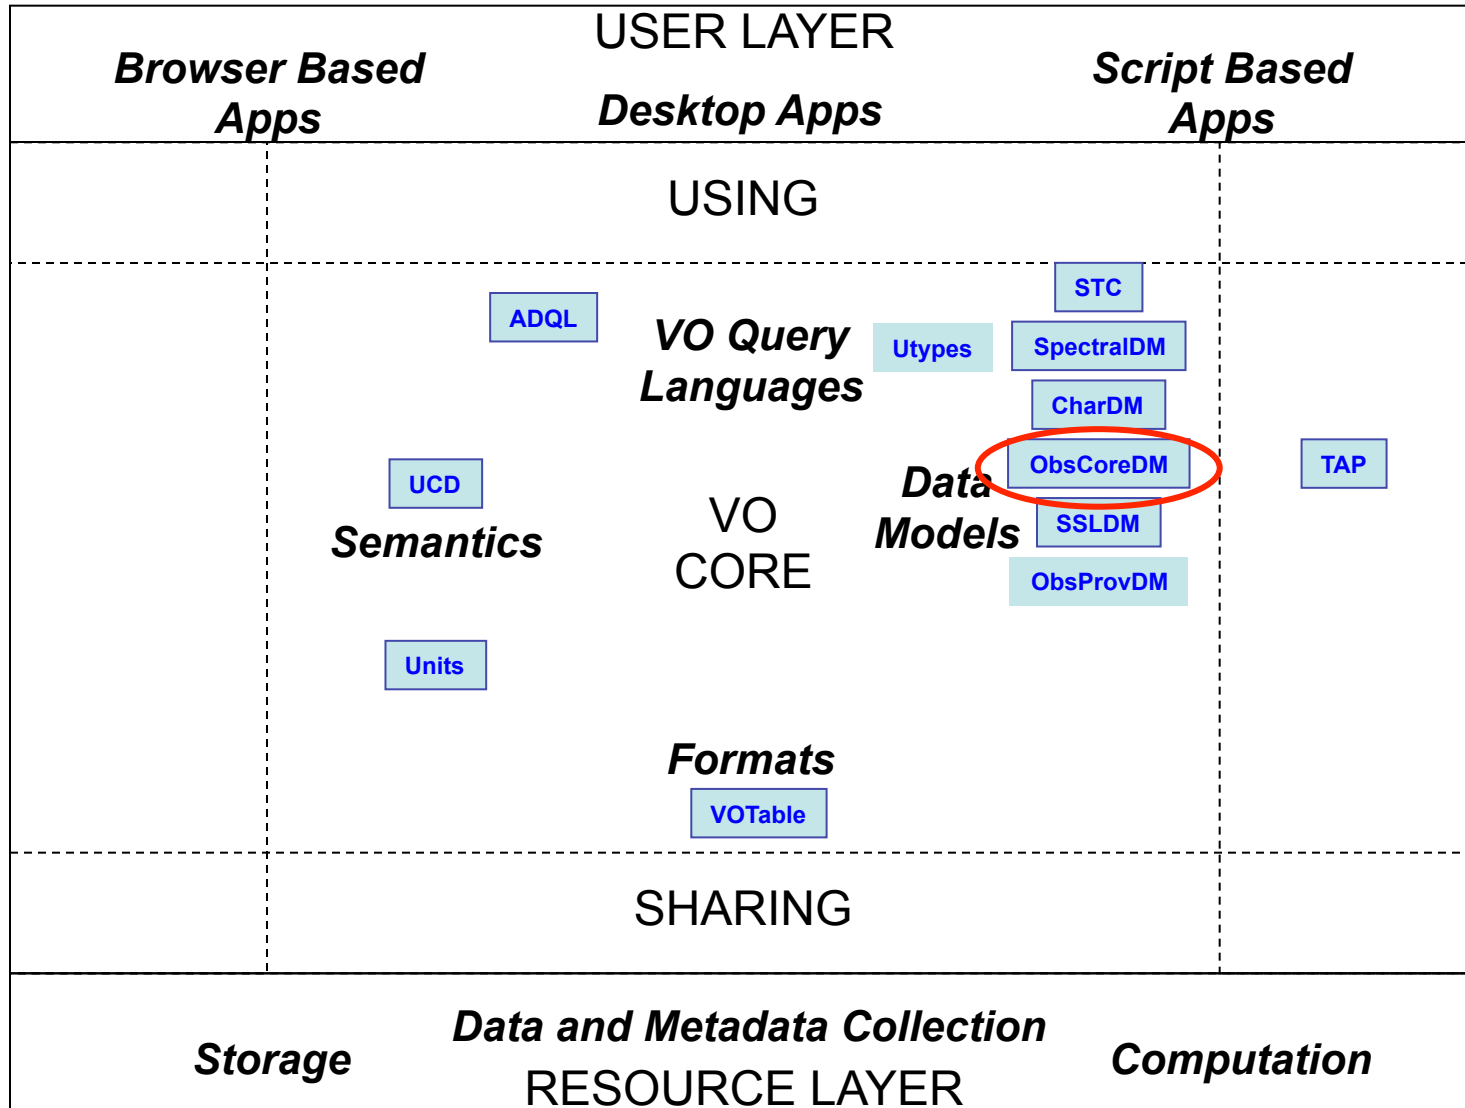 USER LAYER
Browser Based
Apps
Desktop Apps
Script Based
Apps
USING
STC
ADQL
VO Query
Languages
Utypes
SpectralDM
CharDM
ObsCoreDM
TAP
UCD
Semantics
VO
CORE
Data
Models
SSLDM
ObsProvDM
Units
Formats
VOTable
SHARING
Data and Metadata Collection
Storage
Computation
RESOURCE LAYER